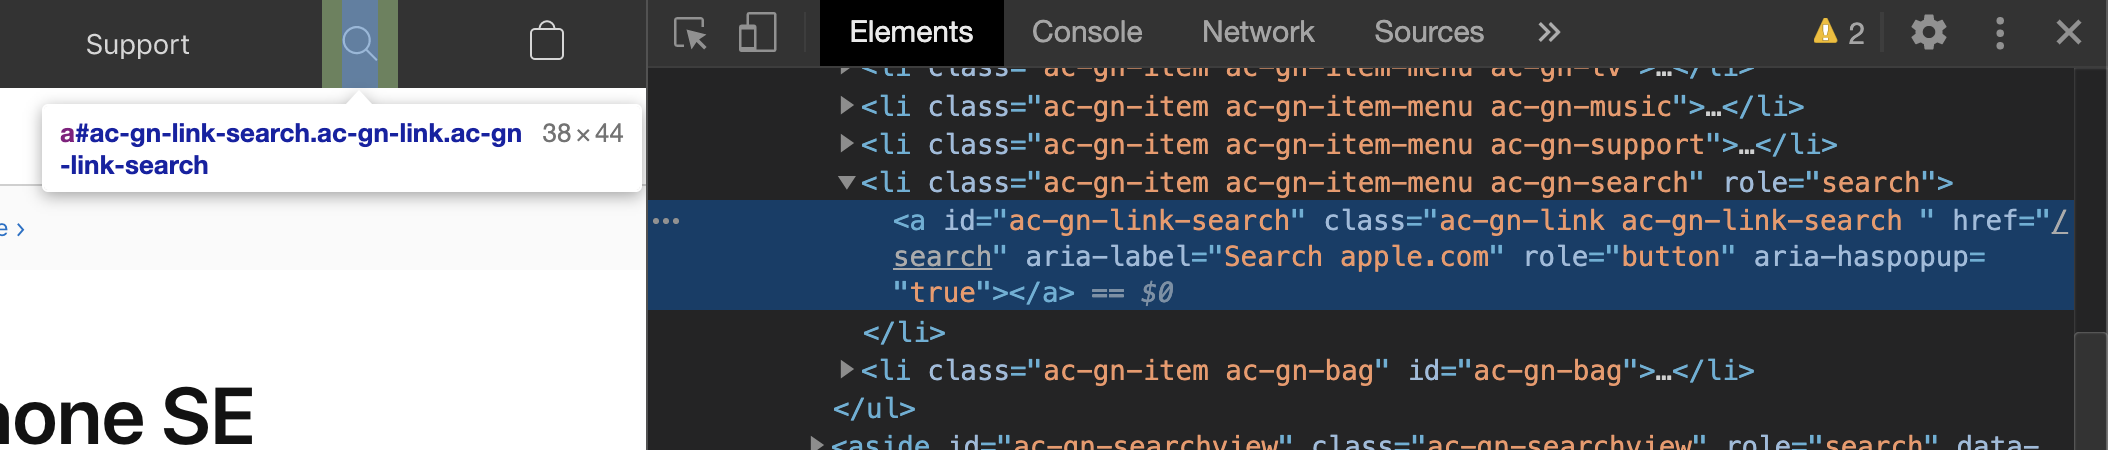 Support
a#ac-gn-link-search.ac-gn-link.ac-gn 38 × 44
-link-search
e ›
hone SE
Elements Console Network Sources » 2
<li class="ac-gn-item ac-gn-item-menu ac-gn-tv">…</li>
<li class="ac-gn-item ac-gn-item-menu ac-gn-music">…</li>
<li class="ac-gn-item ac-gn-item-menu ac-gn-support">…</li>
<li class="ac-gn-item ac-gn-item-menu ac-gn-search" role="search">
<a id="ac-gn-link-search" class="ac-gn-link ac-gn-link-search " href="/
search" aria-label="Search apple.com" role="button" aria-haspopup=
"true"></a> == $0
</li>
<li class="ac-gn-item ac-gn-bag" id="ac-gn-bag">…</li>
</ul>
<aside id="ac-gn-searchview" class="ac-gn-searchview" role="search" data-